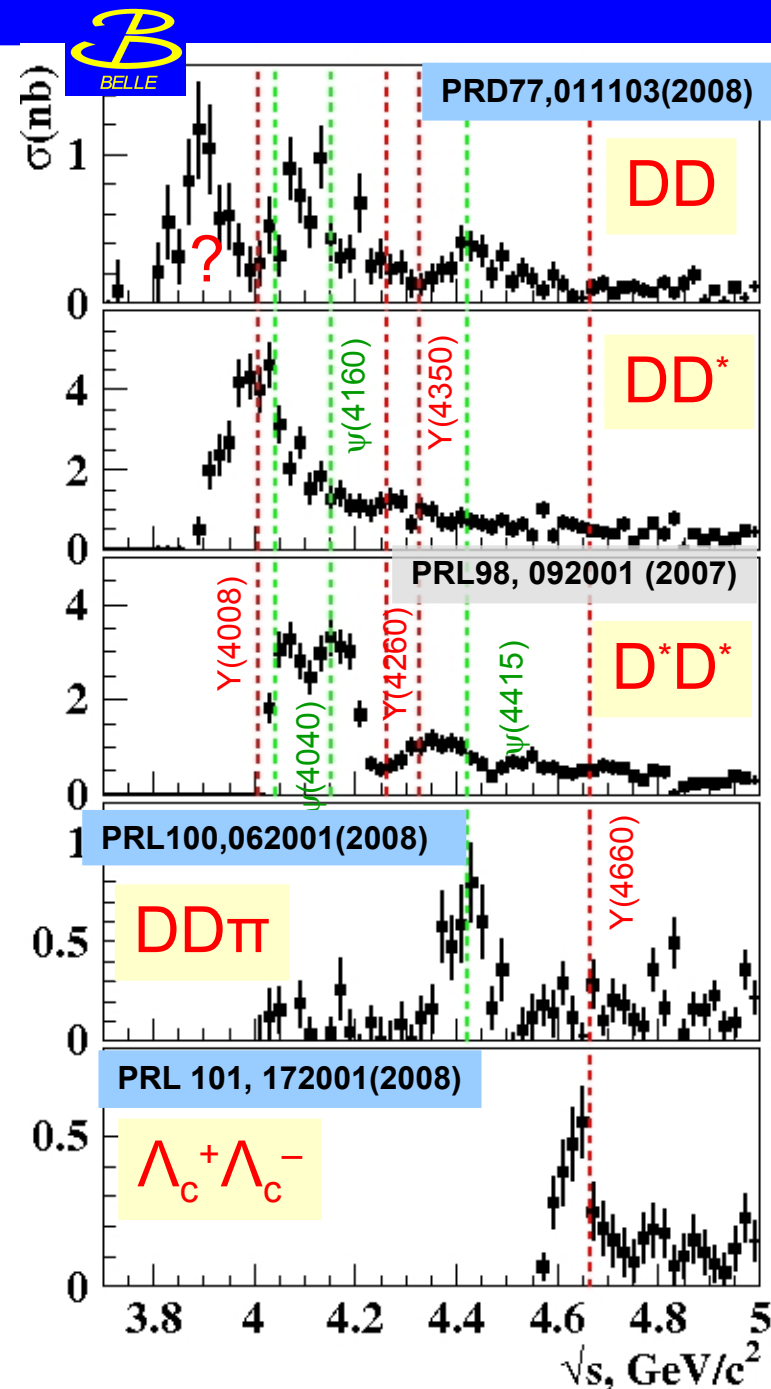 B
BELLE
σ(nb)
PRD77,011103(2008)
1
DD
?
0
4
ψ(4160)
Y(4350)
DD*
2
0
PRL98, 092001 (2007)
4
Y(4008)
Y(4260)
ψ(4415)
D*D*
2
ψ(4040)
0
1
PRL100,062001(2008)
Y(4660)
DDπ
0.5
0
PRL 101, 172001(2008)
0.5
Λc+Λc−
0
3.8 4 4.2 4.4 4.6 4.8 5
√s, GeV/c²